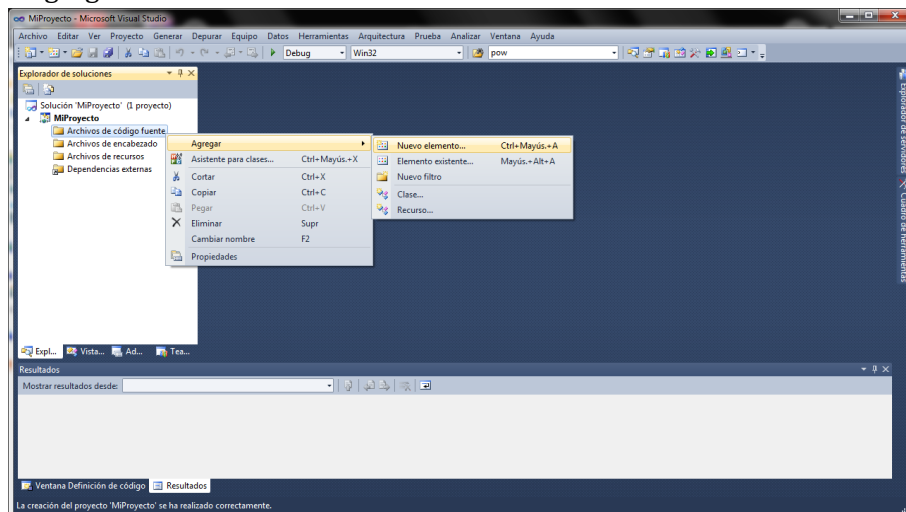 MiProyecto - Microsoft Visual Studio
Archivo Editar Ver Proyecto Generar Depurar Equipo Datos Herramientas Arquitectura Prueba Analizar Ventana Ayuda
Debug Win32 pow
Explorador de soluciones
Solución 'MiProyecto' (1 proyecto)
MiProyecto
Archivos de código fuente
Archivos de encabezado
Archivos de recursos
Dependencias externas
Agregar
Asistente para clases... Ctrl+Mayús.+X
Cortar Ctrl+X
Copiar Ctrl+C
Pegar Ctrl+V
Eliminar Supr
Cambiar nombre F2
Propiedades
Nuevo elemento... Ctrl+Mayús.+A
Elemento existente... Mayús.+Alt+A
Nuevo filtro
Clase...
Recurso...
Explorador de servidores
Cuadro de herramientas
Expl... Vista... Ad... Tea...
Resultados
Mostrar resultados desde:
Ventana Definición de código Resultados
La creación del proyecto 'MiProyecto' se ha realizado correctamente.